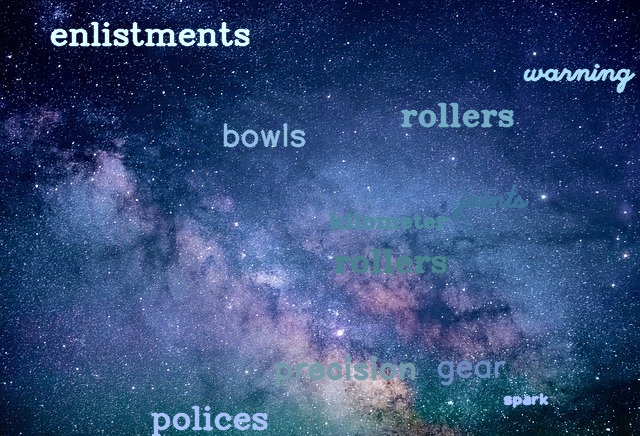 enlistments
warning
rollers
bowls
kilometer
rollers
precision gear
spark
polices